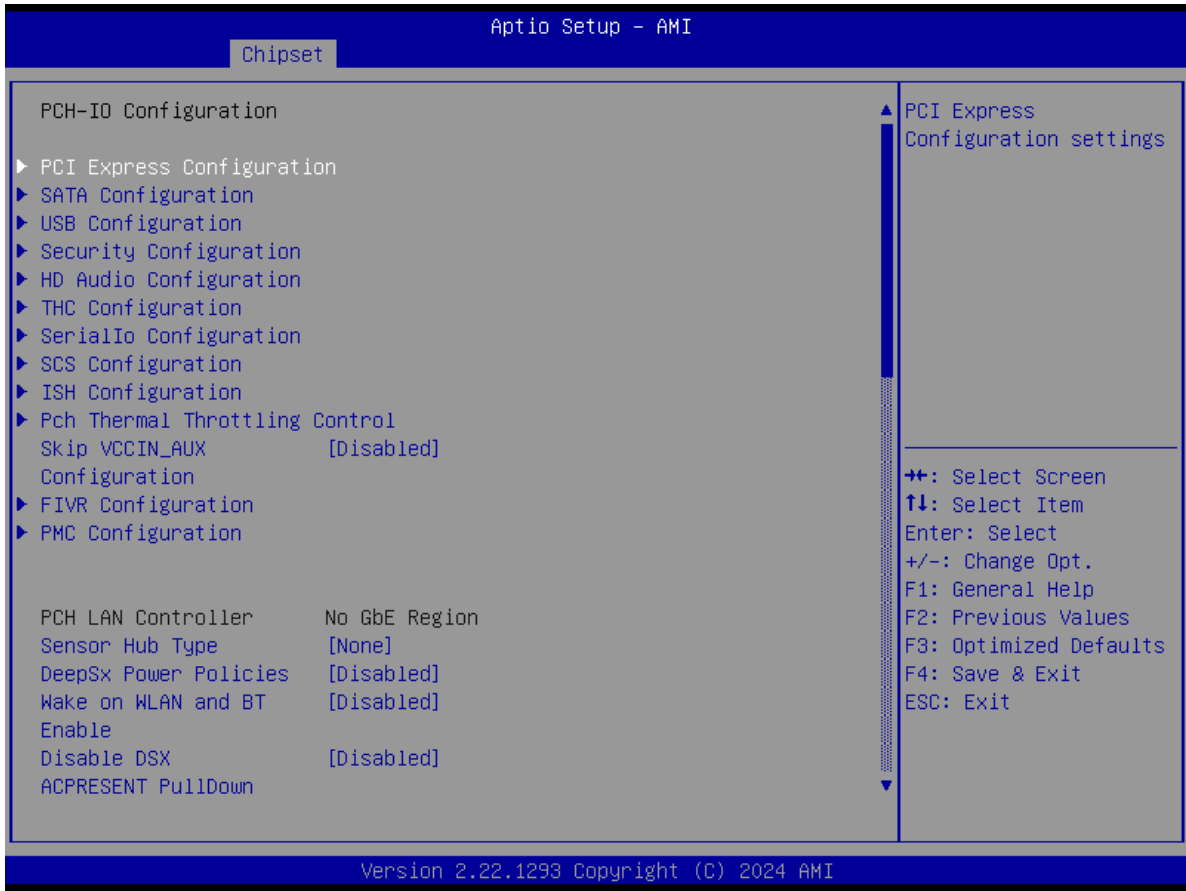 Aptio Setup – AMI
Chipset
PCH-IO Configuration
▶ PCI Express Configuration
▶ SATA Configuration
▶ USB Configuration
▶ Security Configuration
▶ HD Audio Configuration
▶ THC Configuration
▶ SerialIo Configuration
▶ SCS Configuration
▶ ISH Configuration
▶ Pch Thermal Throttling Control
Skip VCCIN_AUX [Disabled]
Configuration
▶ FIVR Configuration
▶ PMC Configuration
PCH LAN Controller No GbE Region
Sensor Hub Type [None]
DeepSx Power Policies [Disabled]
Wake on WLAN and BT [Disabled]
Enable
Disable DSX [Disabled]
ACPRESENT PullDown
PCI Express
Configuration settings
→←: Select Screen
↑↓: Select Item
Enter: Select
+/-: Change Opt.
F1: General Help
F2: Previous Values
F3: Optimized Defaults
F4: Save & Exit
ESC: Exit
Version 2.22.1293 Copyright (C) 2024 AMI